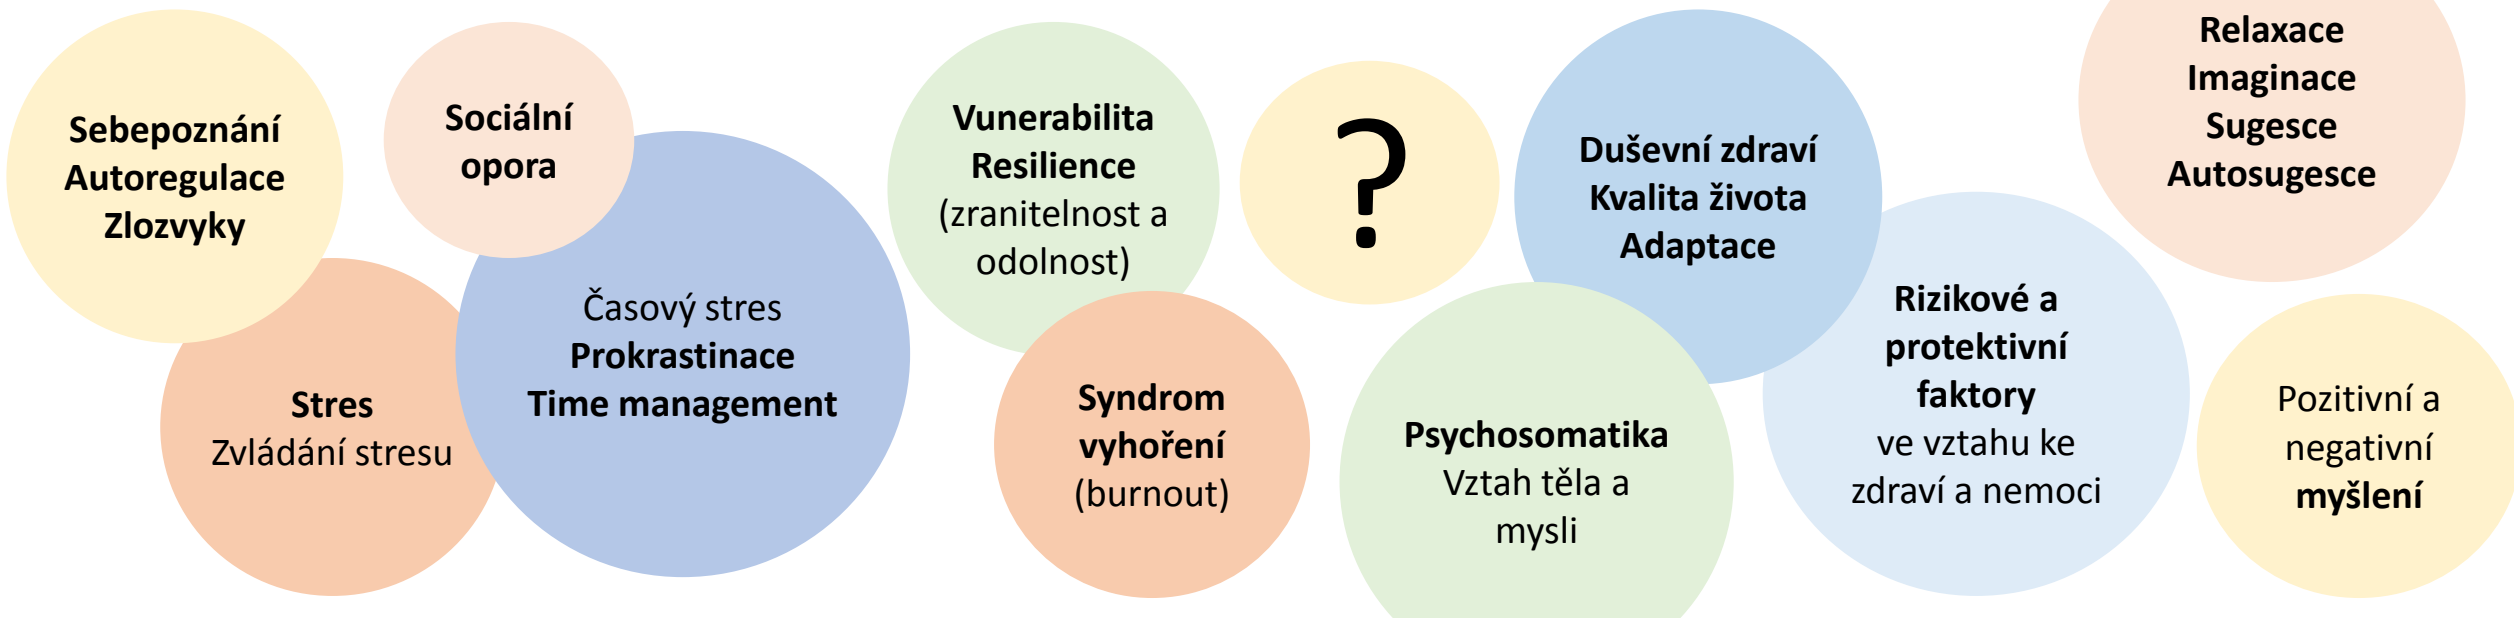 Sebepoznání
Autoregulace
Zlozvyky
Stres
Zvládání stresu
Sociální
opora
Časový stres
Prokrastinace
Time management
Vunerabilita
Resilience
(zranitelnost a
odolnost)
Syndrom
vyhoření
(burnout)
?
Psychosomatika
Vztah těla a
mysli
Duševní zdraví
Kvalita života
Adaptace
Rizikové a
protektivní
faktory
ve vztahu ke
zdraví a nemoci
Relaxace
Imaginace
Sugesce
Autosugesce
Pozitivní a
negativní
myšlení